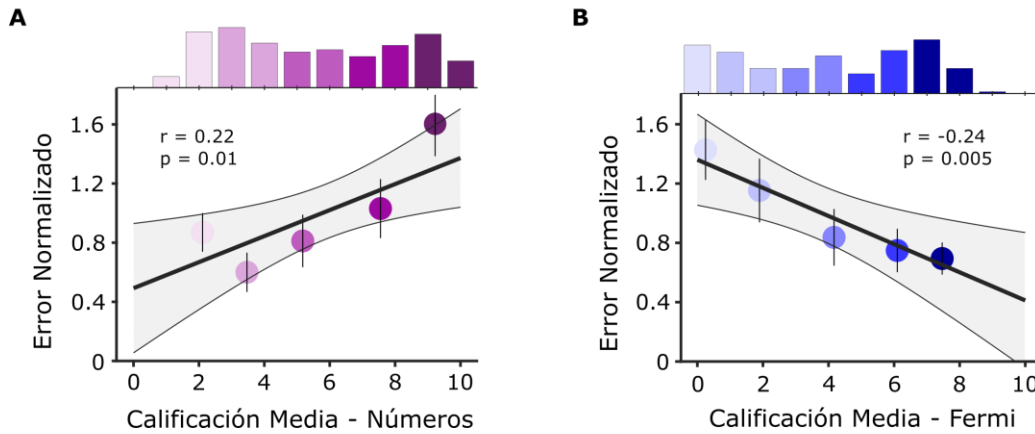 A
1.6
1.2
0.8
0.4
0
Error Normalizado
r = 0.22
p = 0.01
0 2 4 6 8 10
Calificación Media - Números
B
1.6
1.2
0.8
0.4
0
Error Normalizado
r = -0.24
p = 0.005
0 2 4 6 8 10
Calificación Media - Fermi